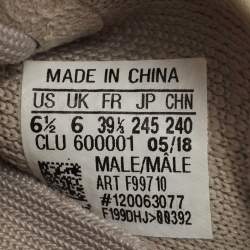 MADE IN CHINA
US UK FR JP CHN
6½ 6 39⅓ 245 240
CLU 600001 05/18
MALE/MÂLE
ART F99710
#120063077
F199DHJ>00392